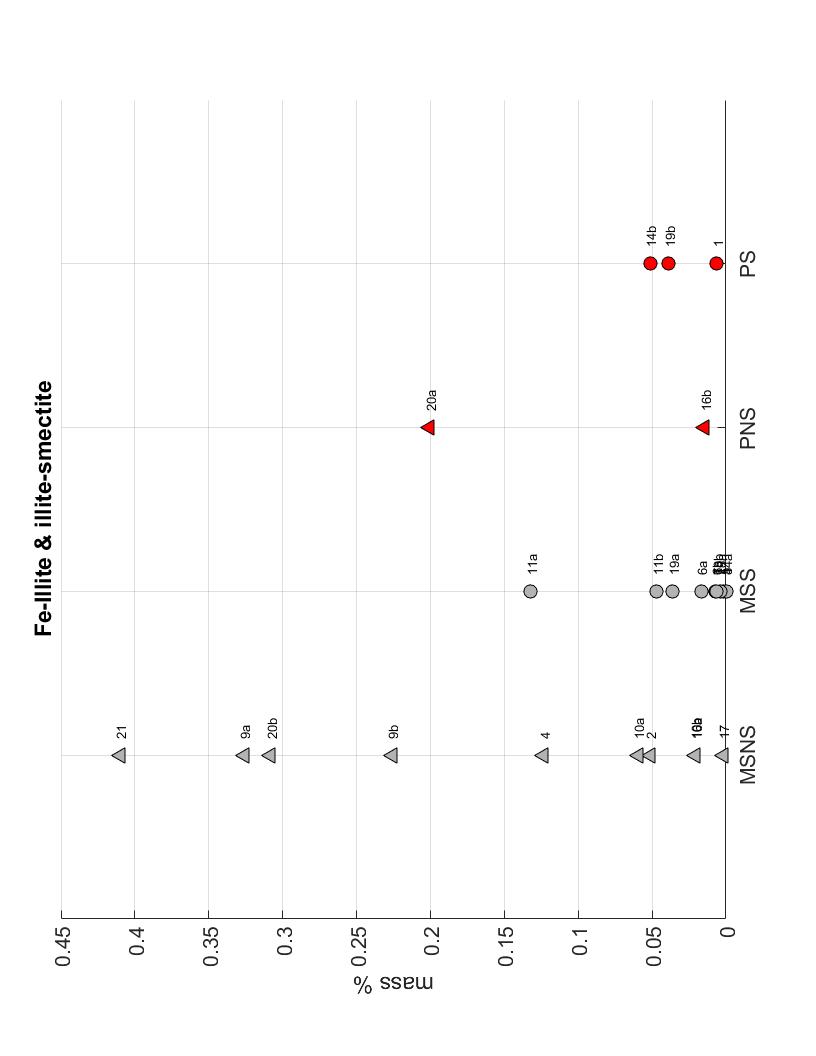 Fe-Illite & illite-smectite
0.45
0.4
0.35
0.3
0.25
0.2
0.15
0.1
0.05
0
mass %
21
9a
20b
9b
4
10a
2
17
11a
11b
19a
6a
14a
20a
16b
14b
19b
1
MSNS
MSS
PNS
PS